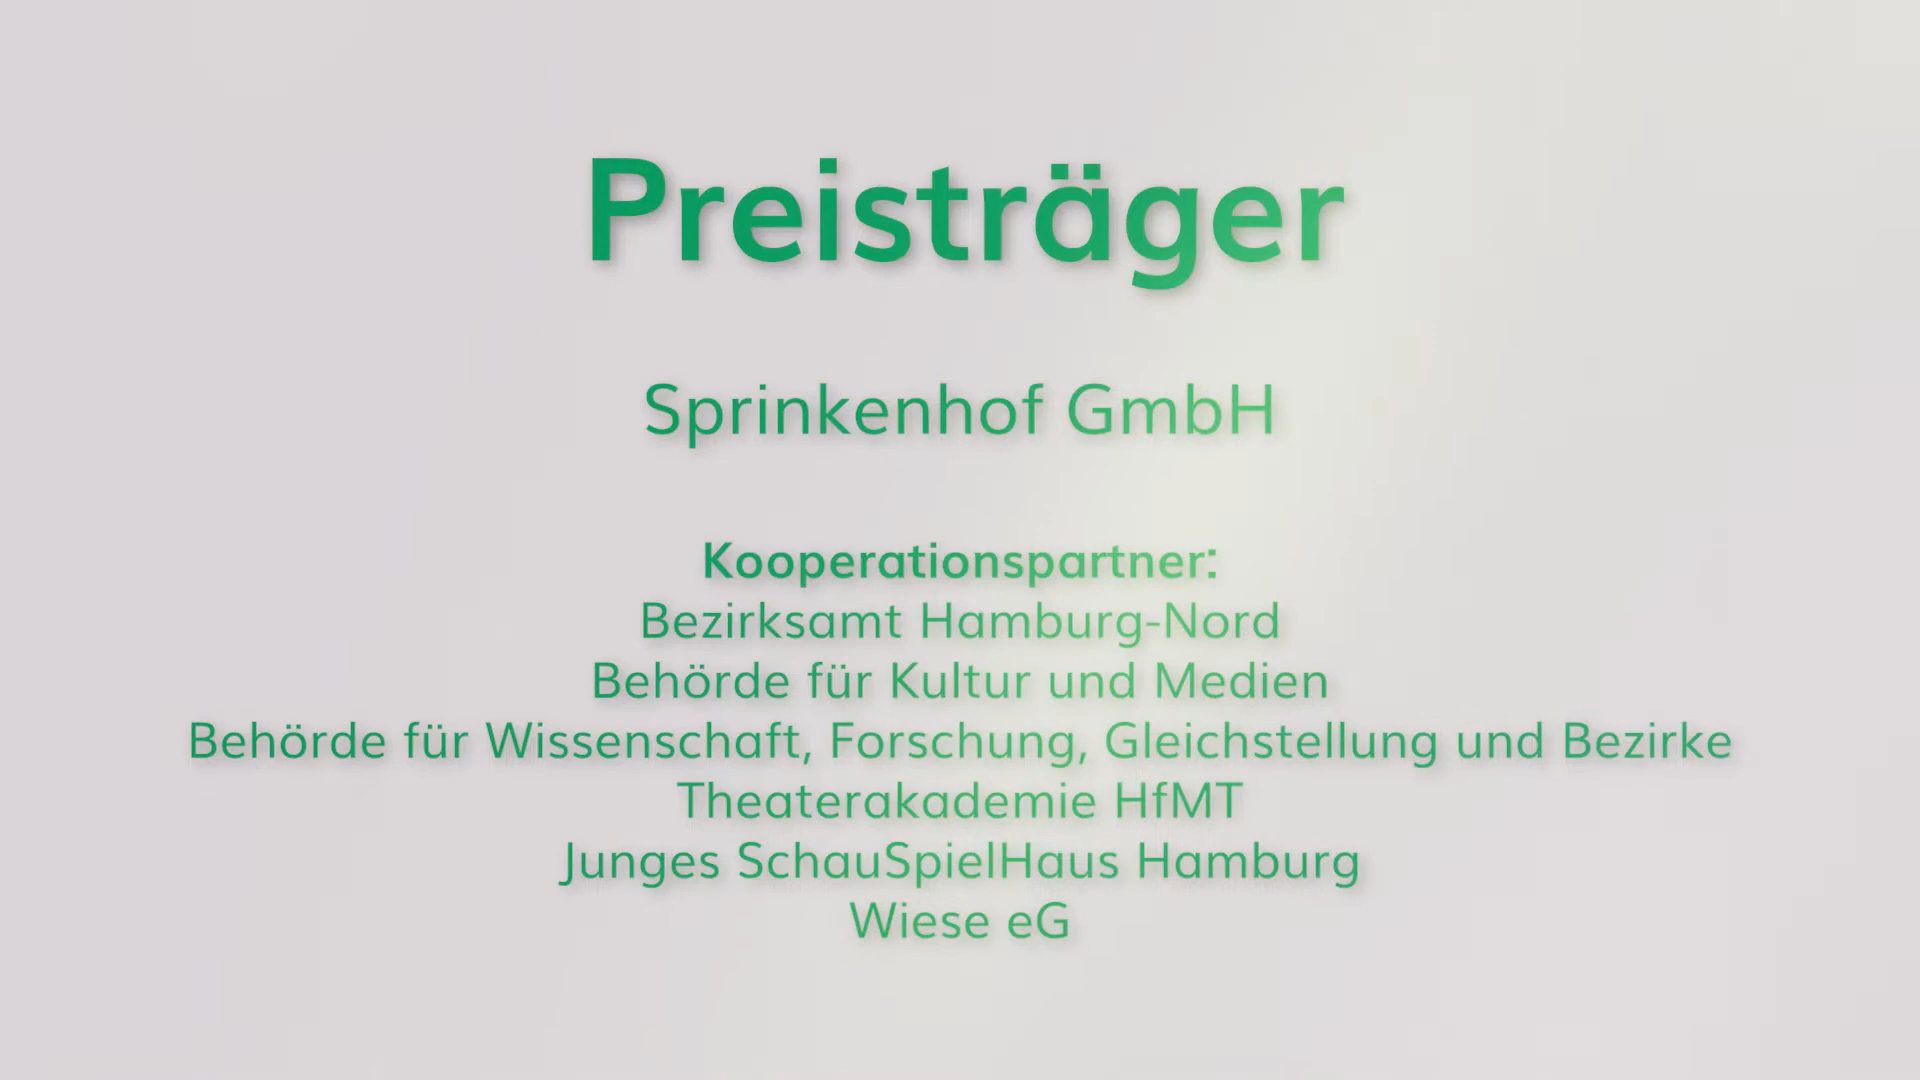 Preisträger
Sprinkenhof GmbH
Kooperationspartner:
Bezirksamt Hamburg-Nord
Behörde für Kultur und Medien
Behörde für Wissenschaft, Forschung, Gleichstellung und Bezirke
Theaterakademie HfMT
Junges SchauSpielHaus Hamburg
Wiese eG